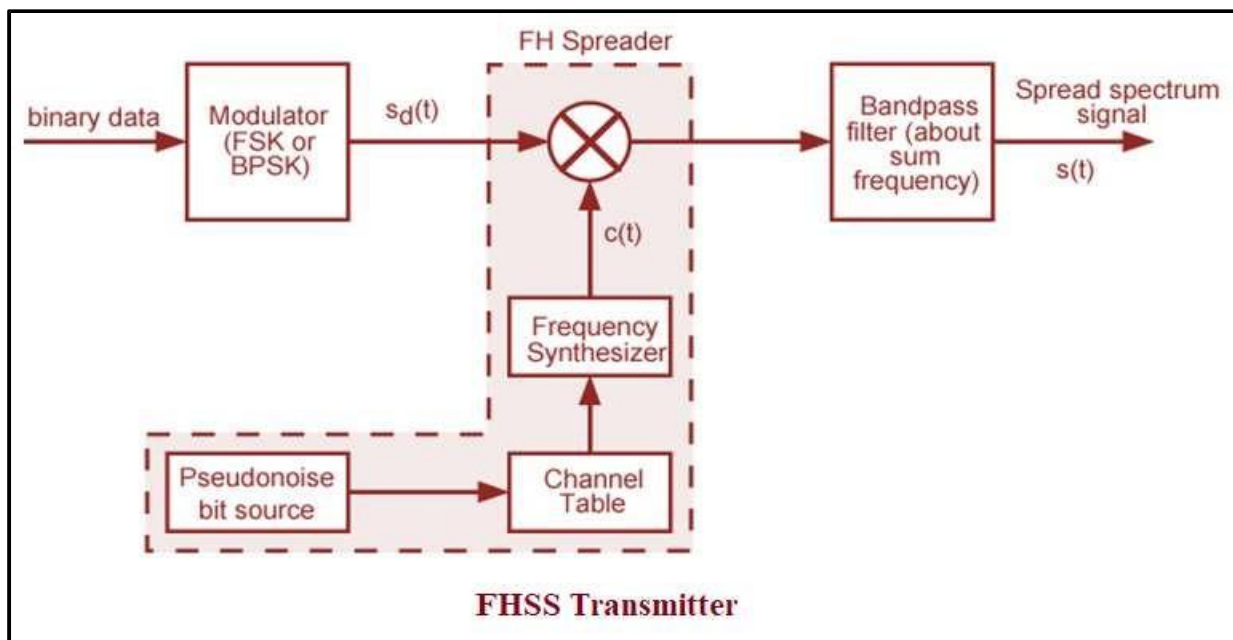 FH Spreader
binary data
Modulator
(FSK or
BPSK)
sd(t)
Bandpass
filter (about
sum
frequency)
Spread spectrum
signal
s(t)
c(t)
Frequency
Synthesizer
Pseudonoise
bit source
Channel
Table
FHSS Transmitter